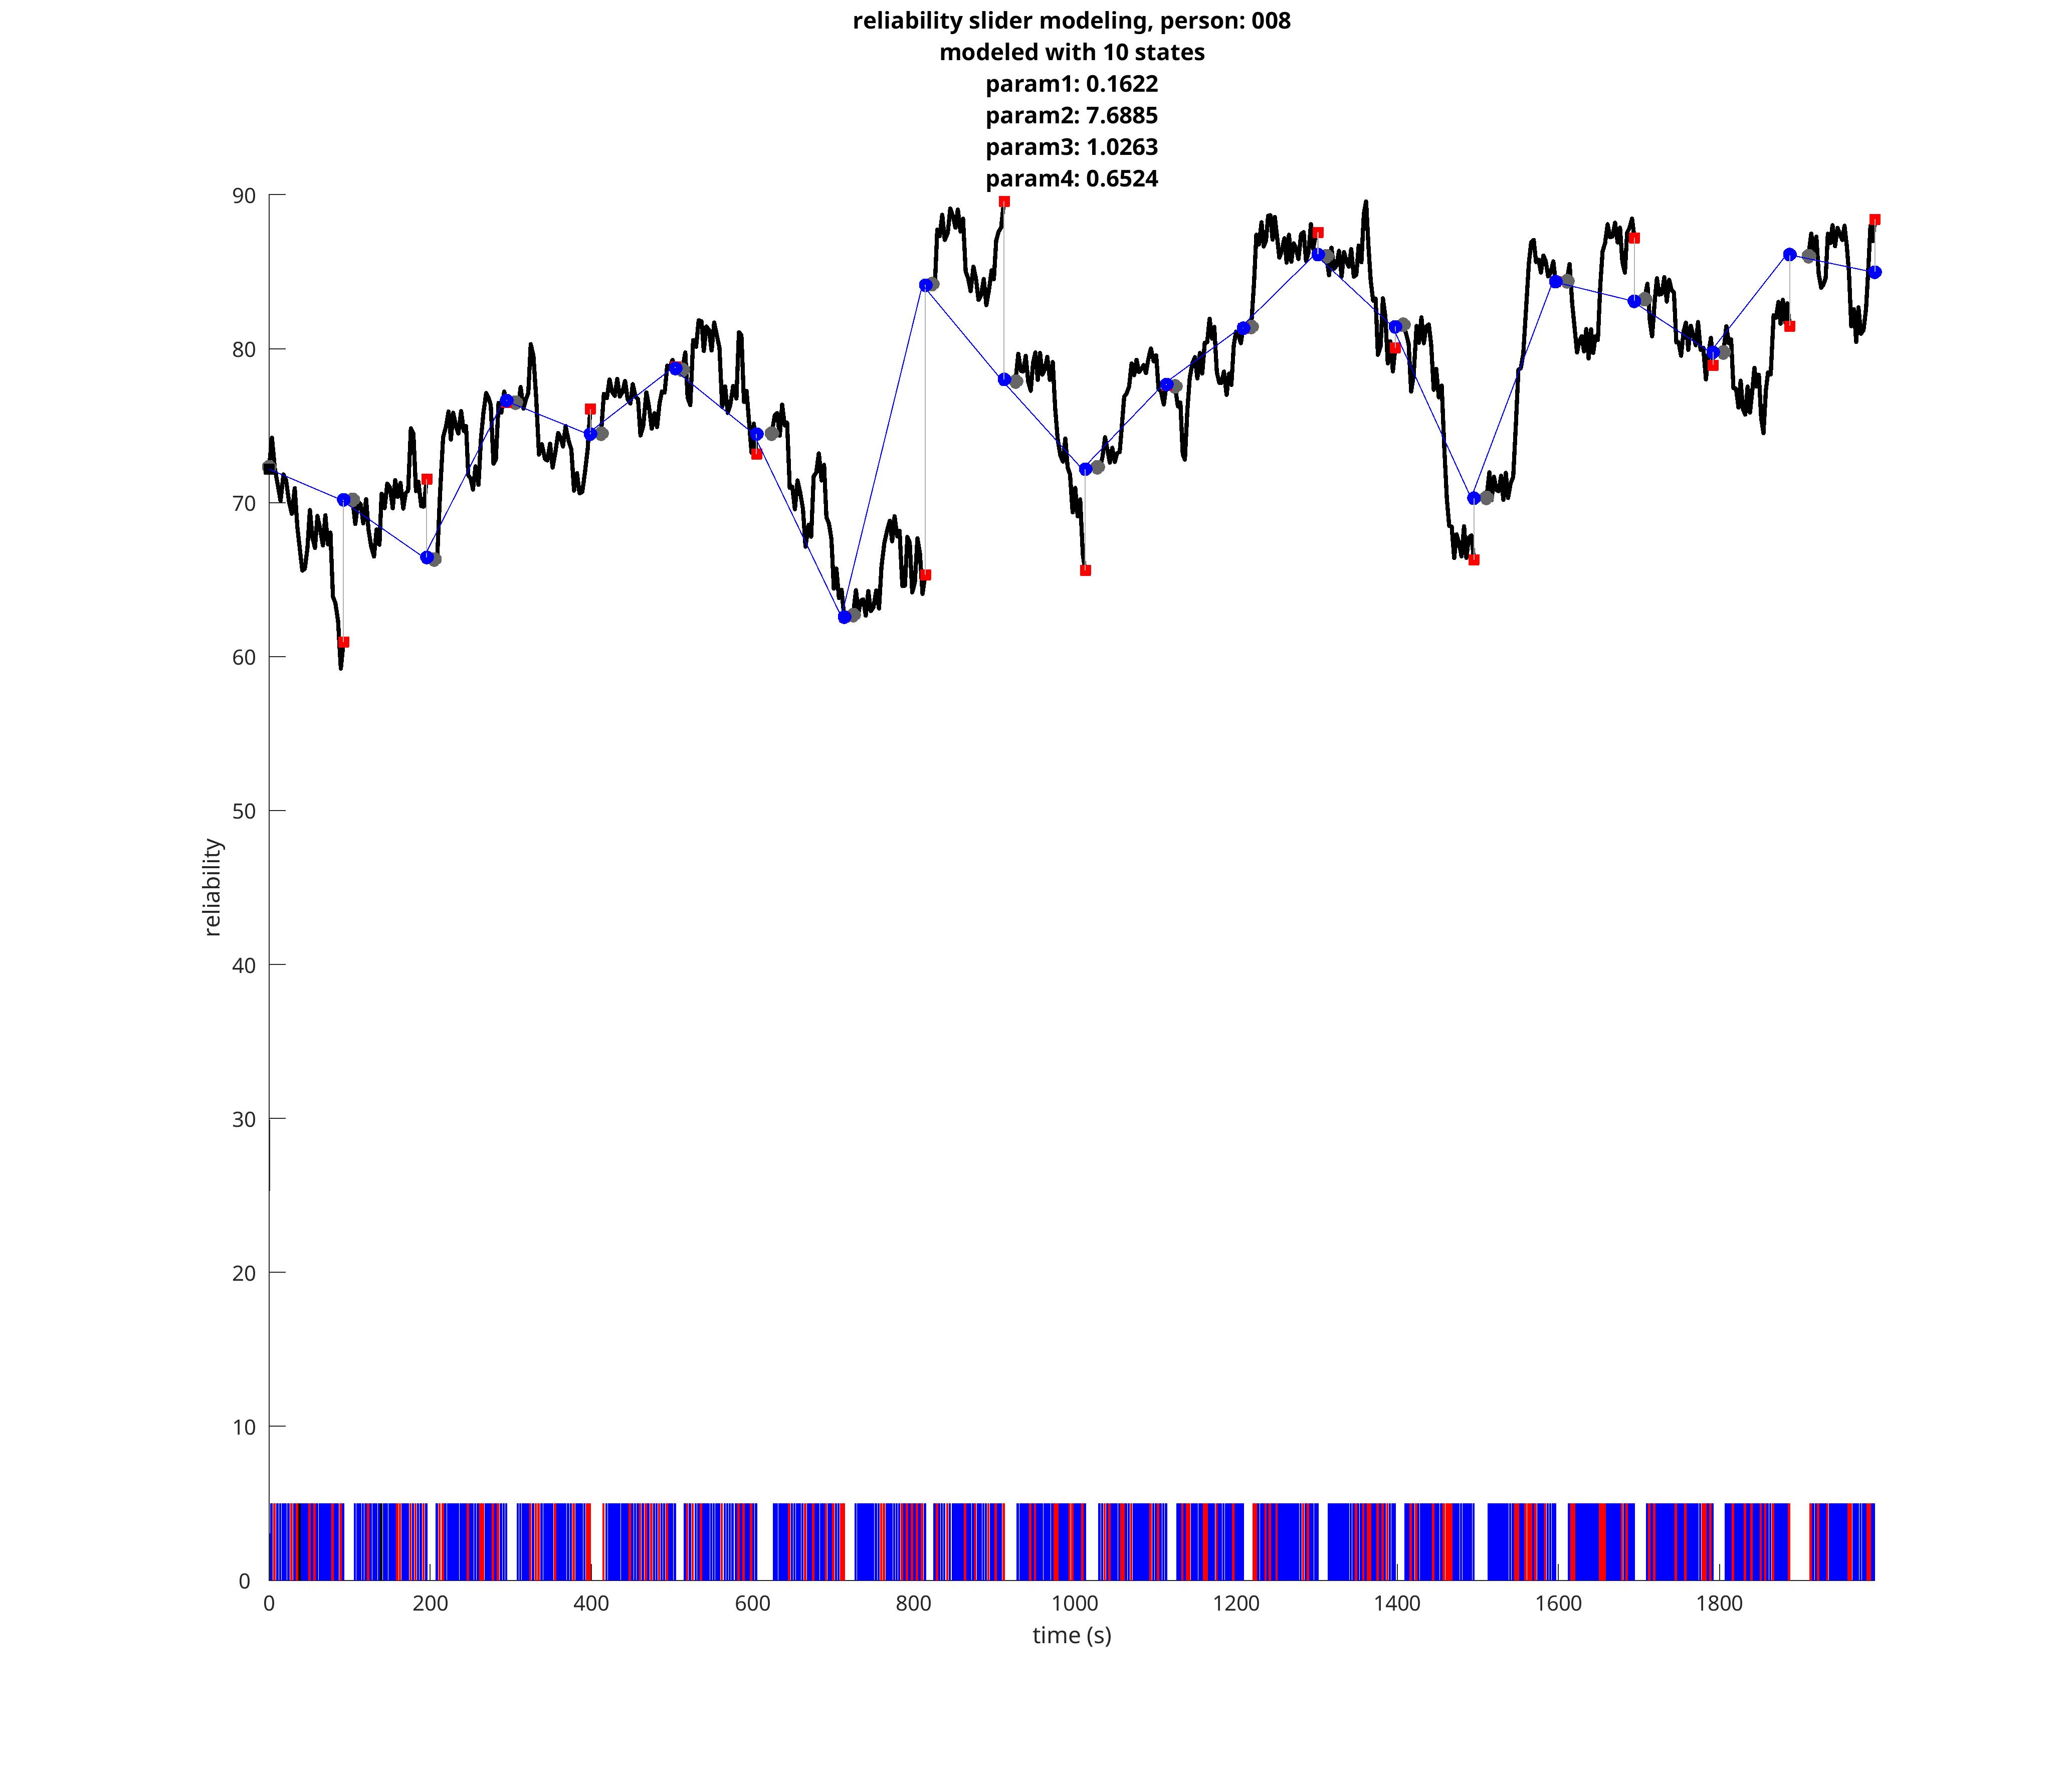 reliability slider modeling, person: 008
modeled with 10 states
param1: 0.1622
param2: 7.6885
param3: 1.0263
param4: 0.6524
90
80
70
60
50
40
30
20
10
0
reliability
0 200 400 600 800 1000 1200 1400 1600 1800
time (s)